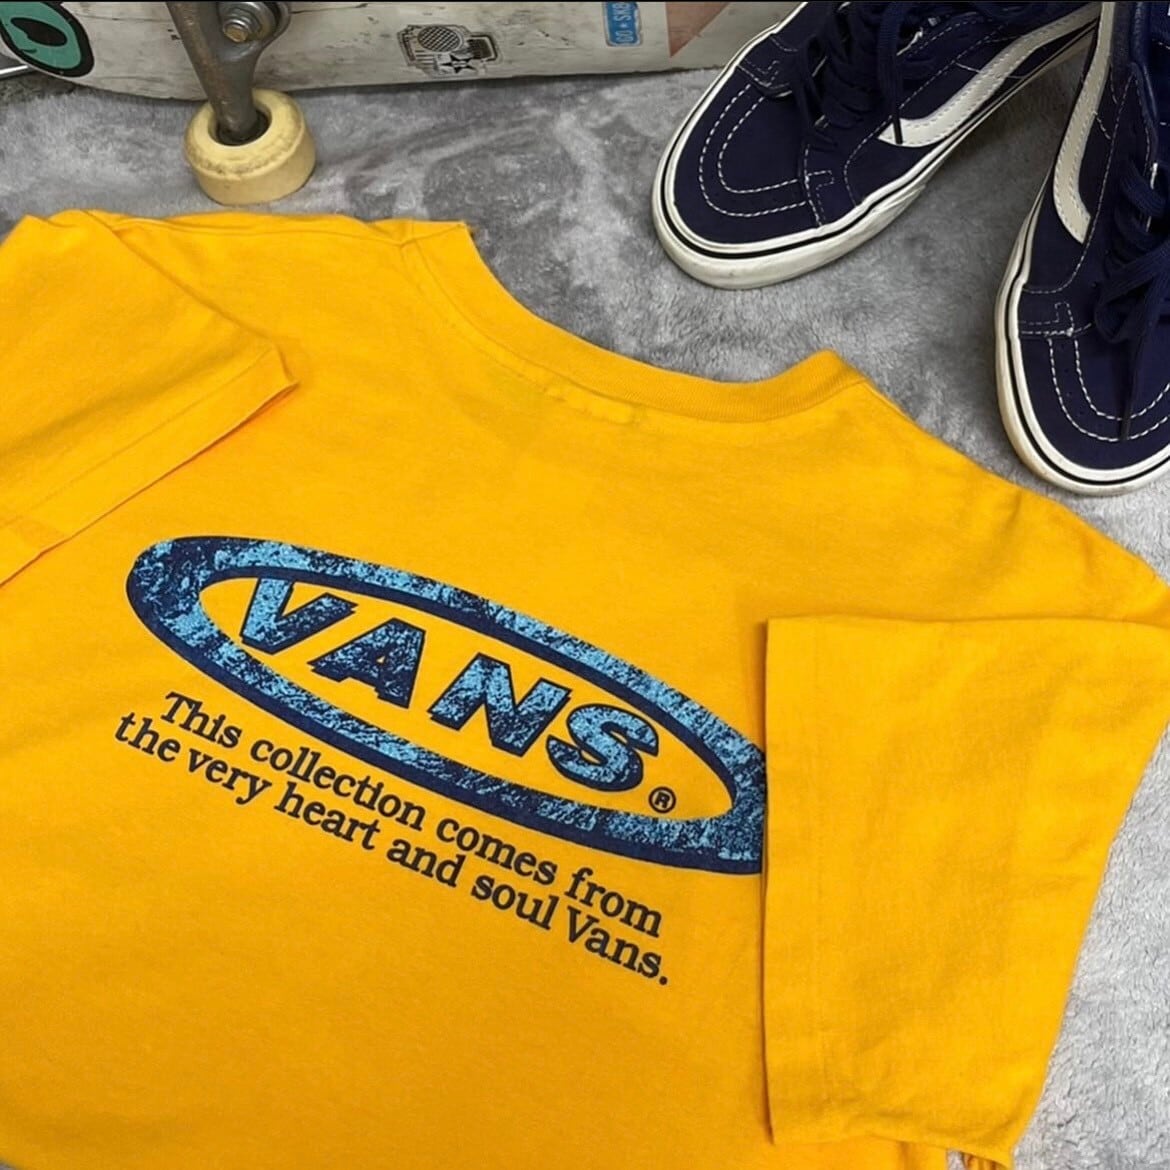 VANS®
This collection comes from
the very heart and soul Vans.